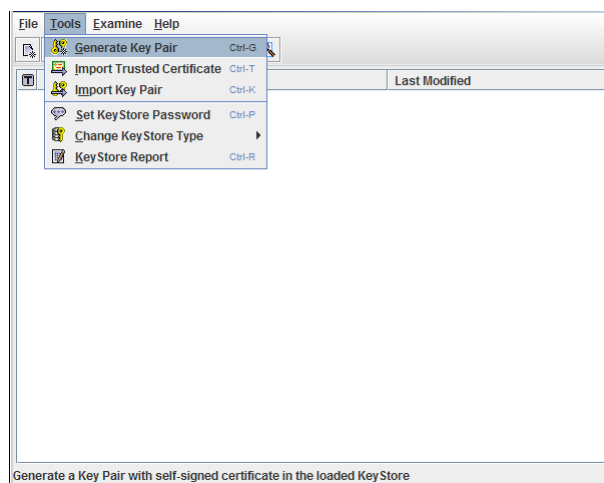 File Tools Examine Help
Generate Key Pair Ctrl-G
Import Trusted Certificate Ctrl-T
Import Key Pair Ctrl-K
Set KeyStore Password Ctrl-P
Change KeyStore Type
KeyStore Report Ctrl-R
T Last Modified
Generate a Key Pair with self-signed certificate in the loaded KeyStore